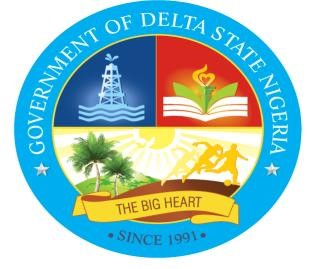 GOVERNMENT OF DELTA STATE NIGERIA
THE BIG HEART
• SINCE 1991 •